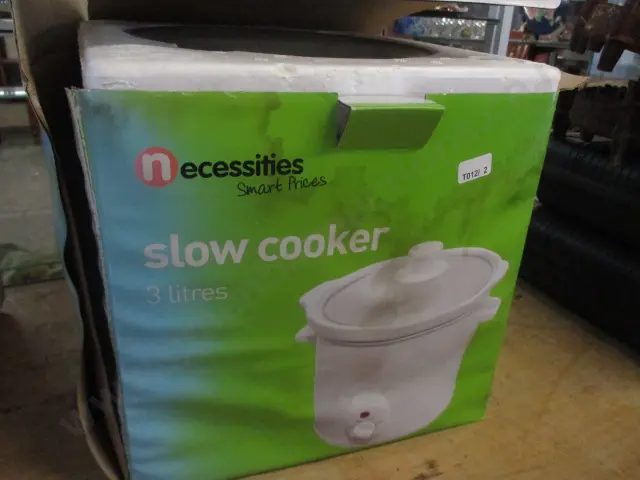 necessities
Smart Prices
T012/ 2
slow cooker
3 litres